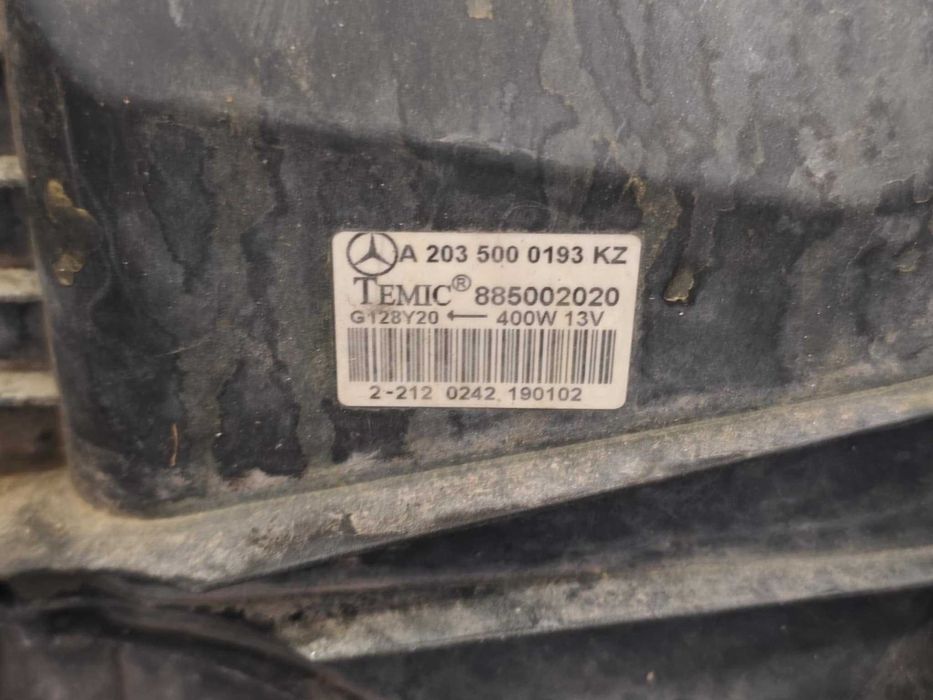 A 203 500 0193 KZ
TEMIC® 885002020
G128Y20 ← 400W 13V
2-212 0242 190102